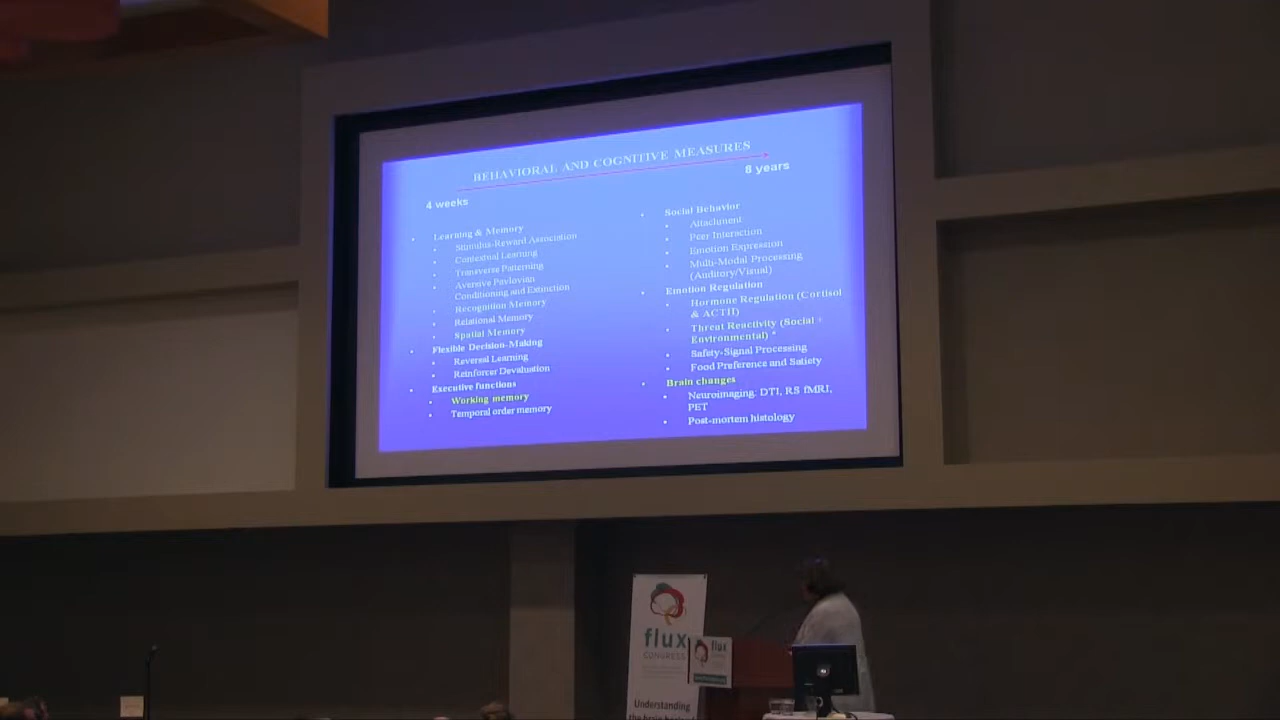 BEHAVIORAL AND COGNITIVE MEASURES
4 weeks
8 years
Learning & Memory
Stimulus-Reward Association
Contextual Learning
Transverse Patterning
Aversive Pavlovian
Conditioning and Extinction
Recognition Memory
Relational Memory
Spatial Memory
Flexible Decision-Making
Reversal Learning
Reinforcer Devaluation
Executive functions
Working memory
Temporal order memory
Social Behavior
Attachment
Peer Interaction
Emotion Expression
Multi-Modal Processing
(Auditory/Visual)
Emotion Regulation
Hormone Regulation (Cortisol
& ACTH)
Threat Reactivity (Social +
Environmental) *
Safety-Signal Processing
Food Preference and Satiety
Brain changes
Neuroimaging: DTI, RS fMRI,
PET
Post-mortem histology
flux
CONGRESS
Understanding
flux